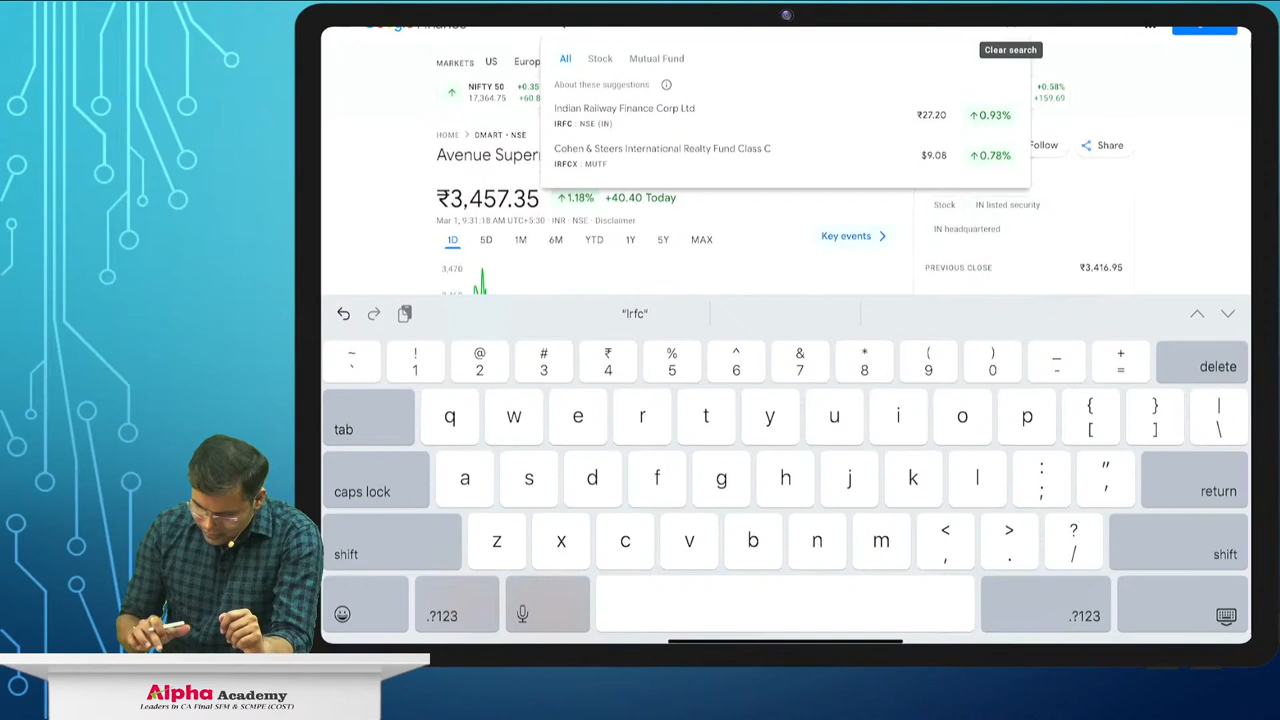 Clear search
All Stock Mutual Fund
MARKETS US Europ
About these suggestions
NIFTY 50 +0.35
17,364.75 +60.8
+0.58%
+159.69
Indian Railway Finance Corp Ltd
IRFC : NSE (IN)
₹27.20 ↑0.93%
Cohen & Steers International Realty Fund Class C
IRFCX : MUTF
$9.08 ↑0.78%
HOME > DMART • NSE
Avenue Super
Follow Share
₹3,457.35 ↑1.18% +40.40 Today
Mar 1, 9:31:18 AM UTC+5:30 · INR · NSE · Disclaimer
1D 5D 1M 6M YTD 1Y 5Y MAX
Key events >
Stock IN listed security
IN headquartered
PREVIOUS CLOSE ₹3,416.95
3,470
"Irfc"
~ ! @ # ₹ % ^ & * ( ) _ +
` 1 2 3 4 5 6 7 8 9 0 - = delete
tab q w e r t y u i o p { [ } ] | \
caps lock a s d f g h j k l : ; " ' return
shift z x c v b n m < , > . ? / shift
.?123 .?123
Alpha Academy
Leaders in CA Final SFM & SCMPE (COST)